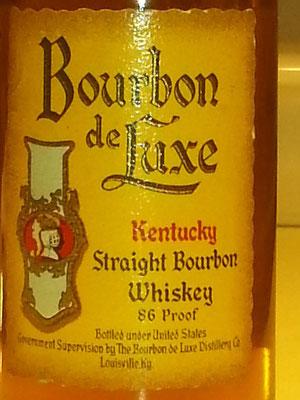 Bourbon
de Luxe
Kentucky
Straight Bourbon
Whiskey
86 Proof
Bottled under United States
Government Supervision by The Bourbon de Luxe Distillery Co
Louisville, Ky.